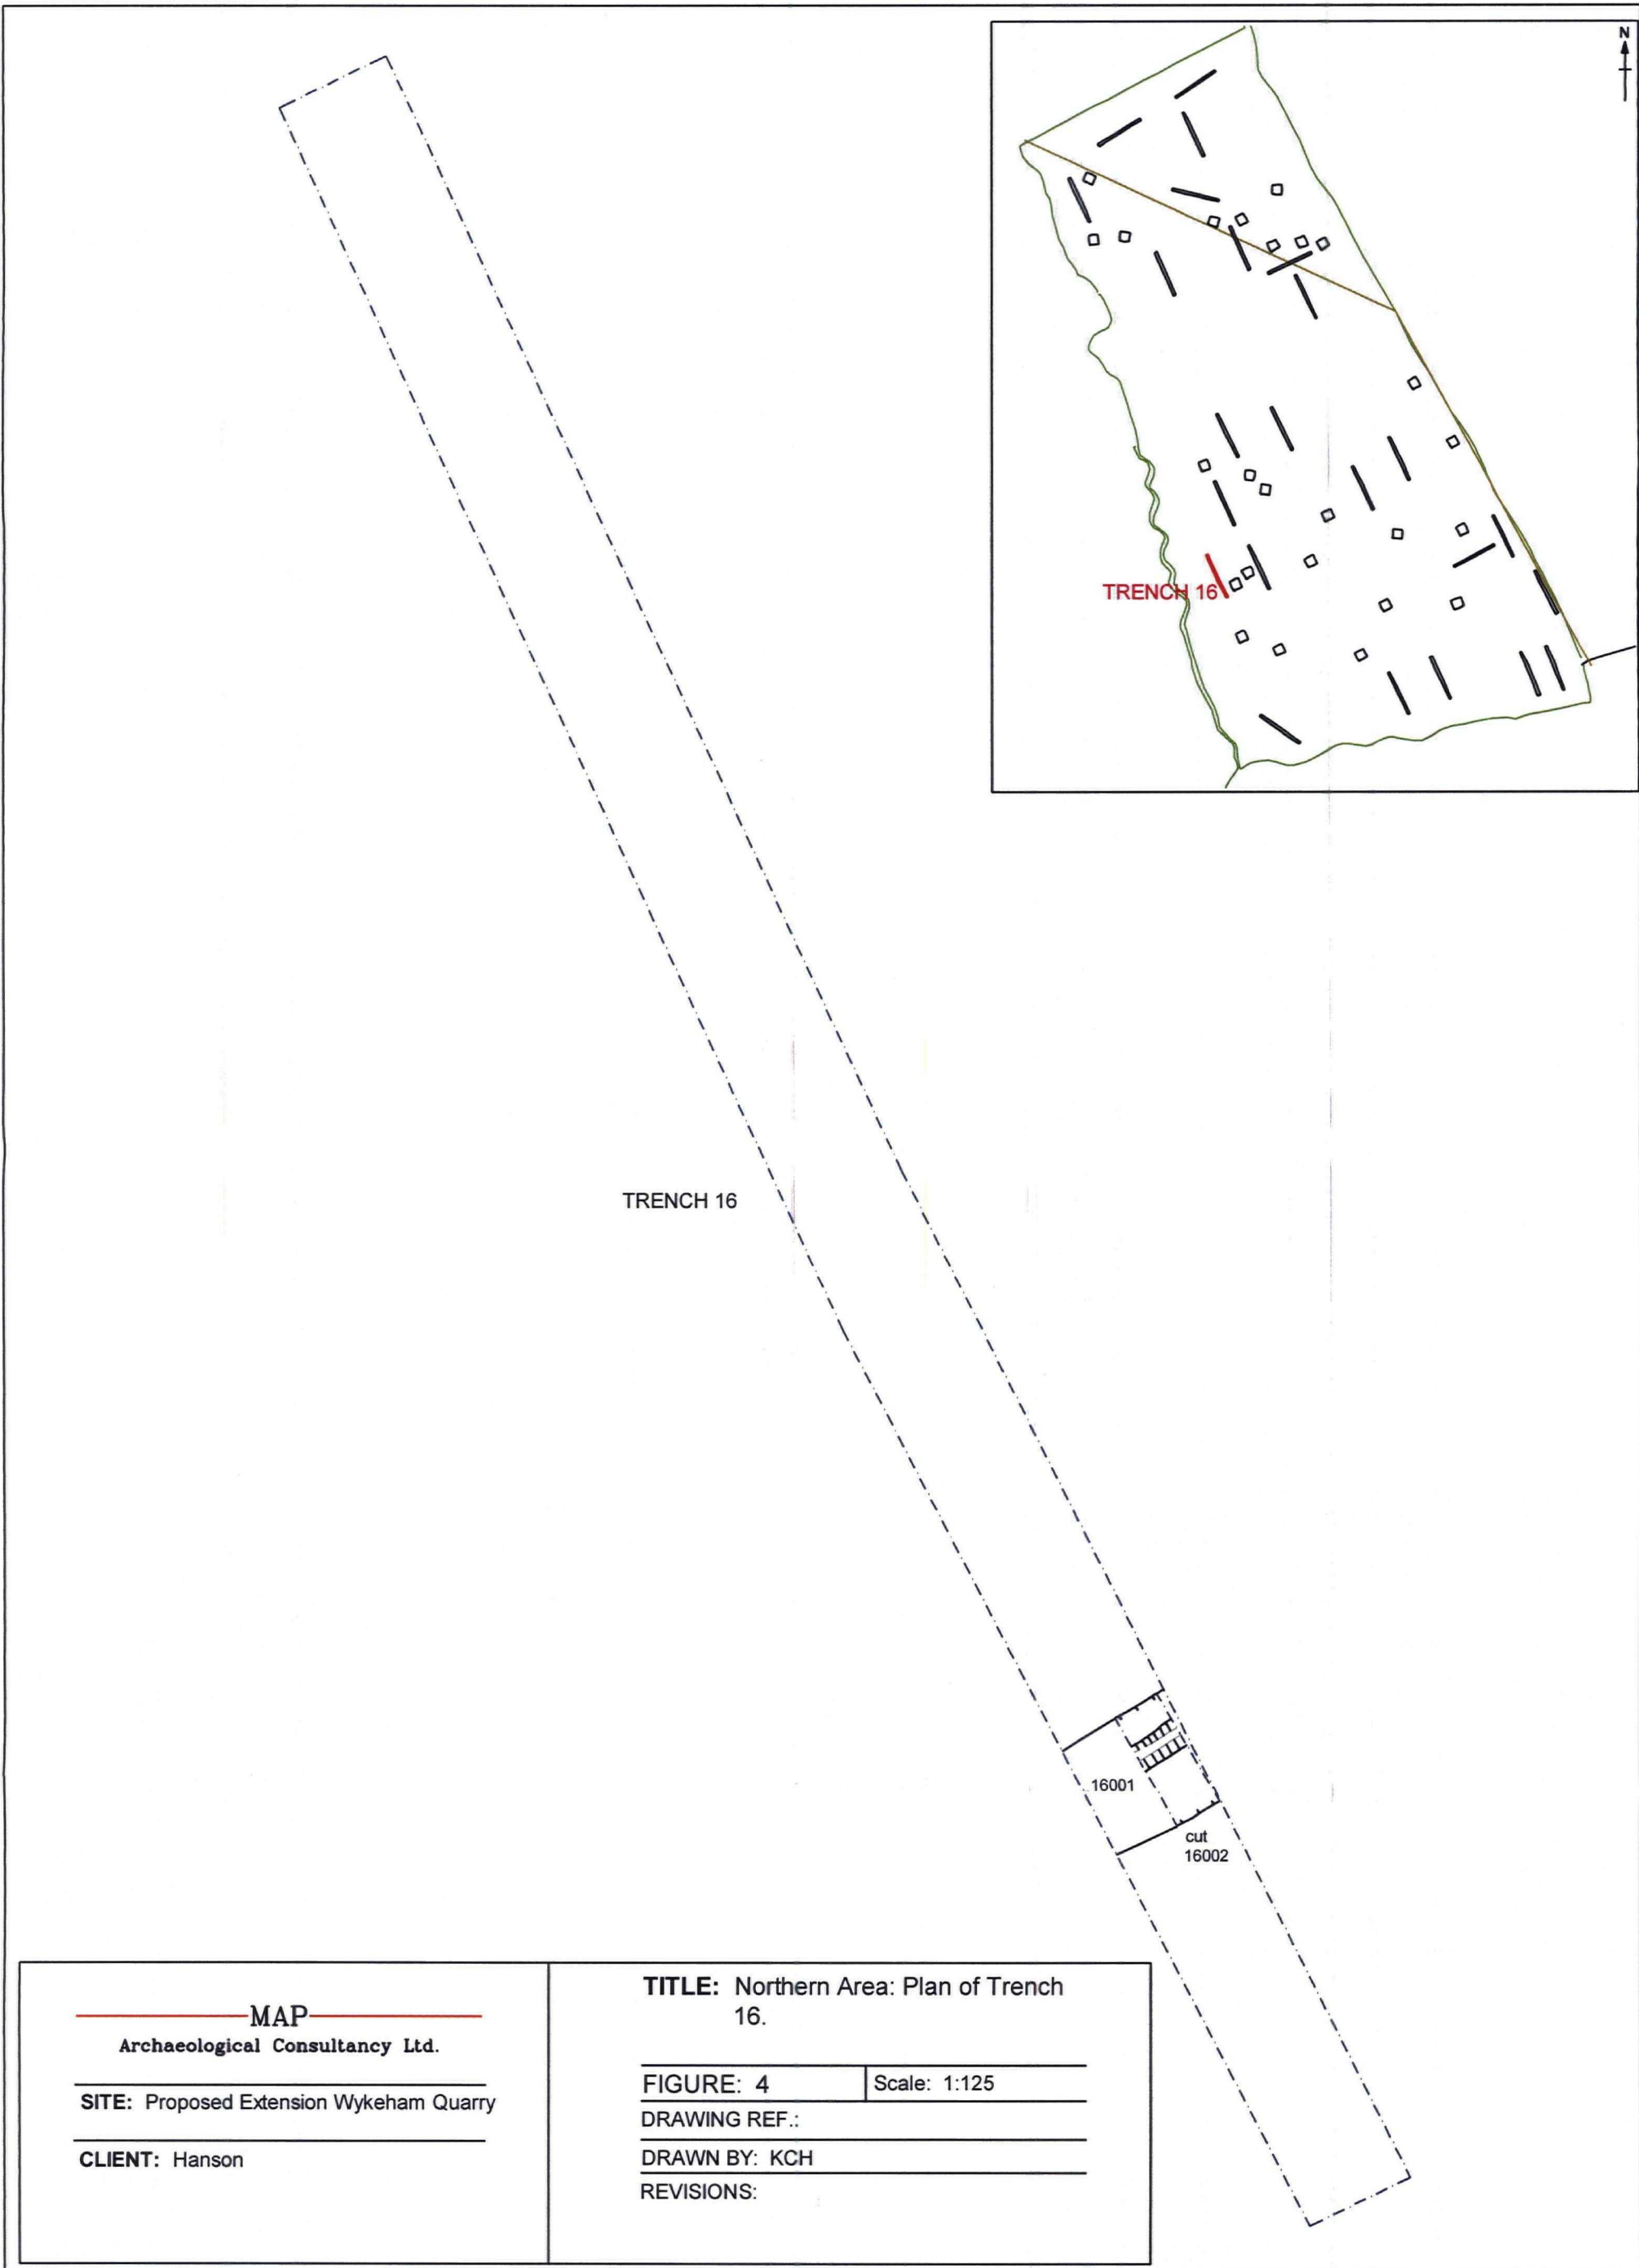 N
TRENCH 16
TRENCH 16
16001
cut
16002
MAP
Archaeological Consultancy Ltd.
SITE: Proposed Extension Wykeham Quarry
CLIENT: Hanson
TITLE: Northern Area: Plan of Trench
16.
FIGURE: 4
Scale: 1:125
DRAWING REF.:
DRAWN BY: KCH
REVISIONS: